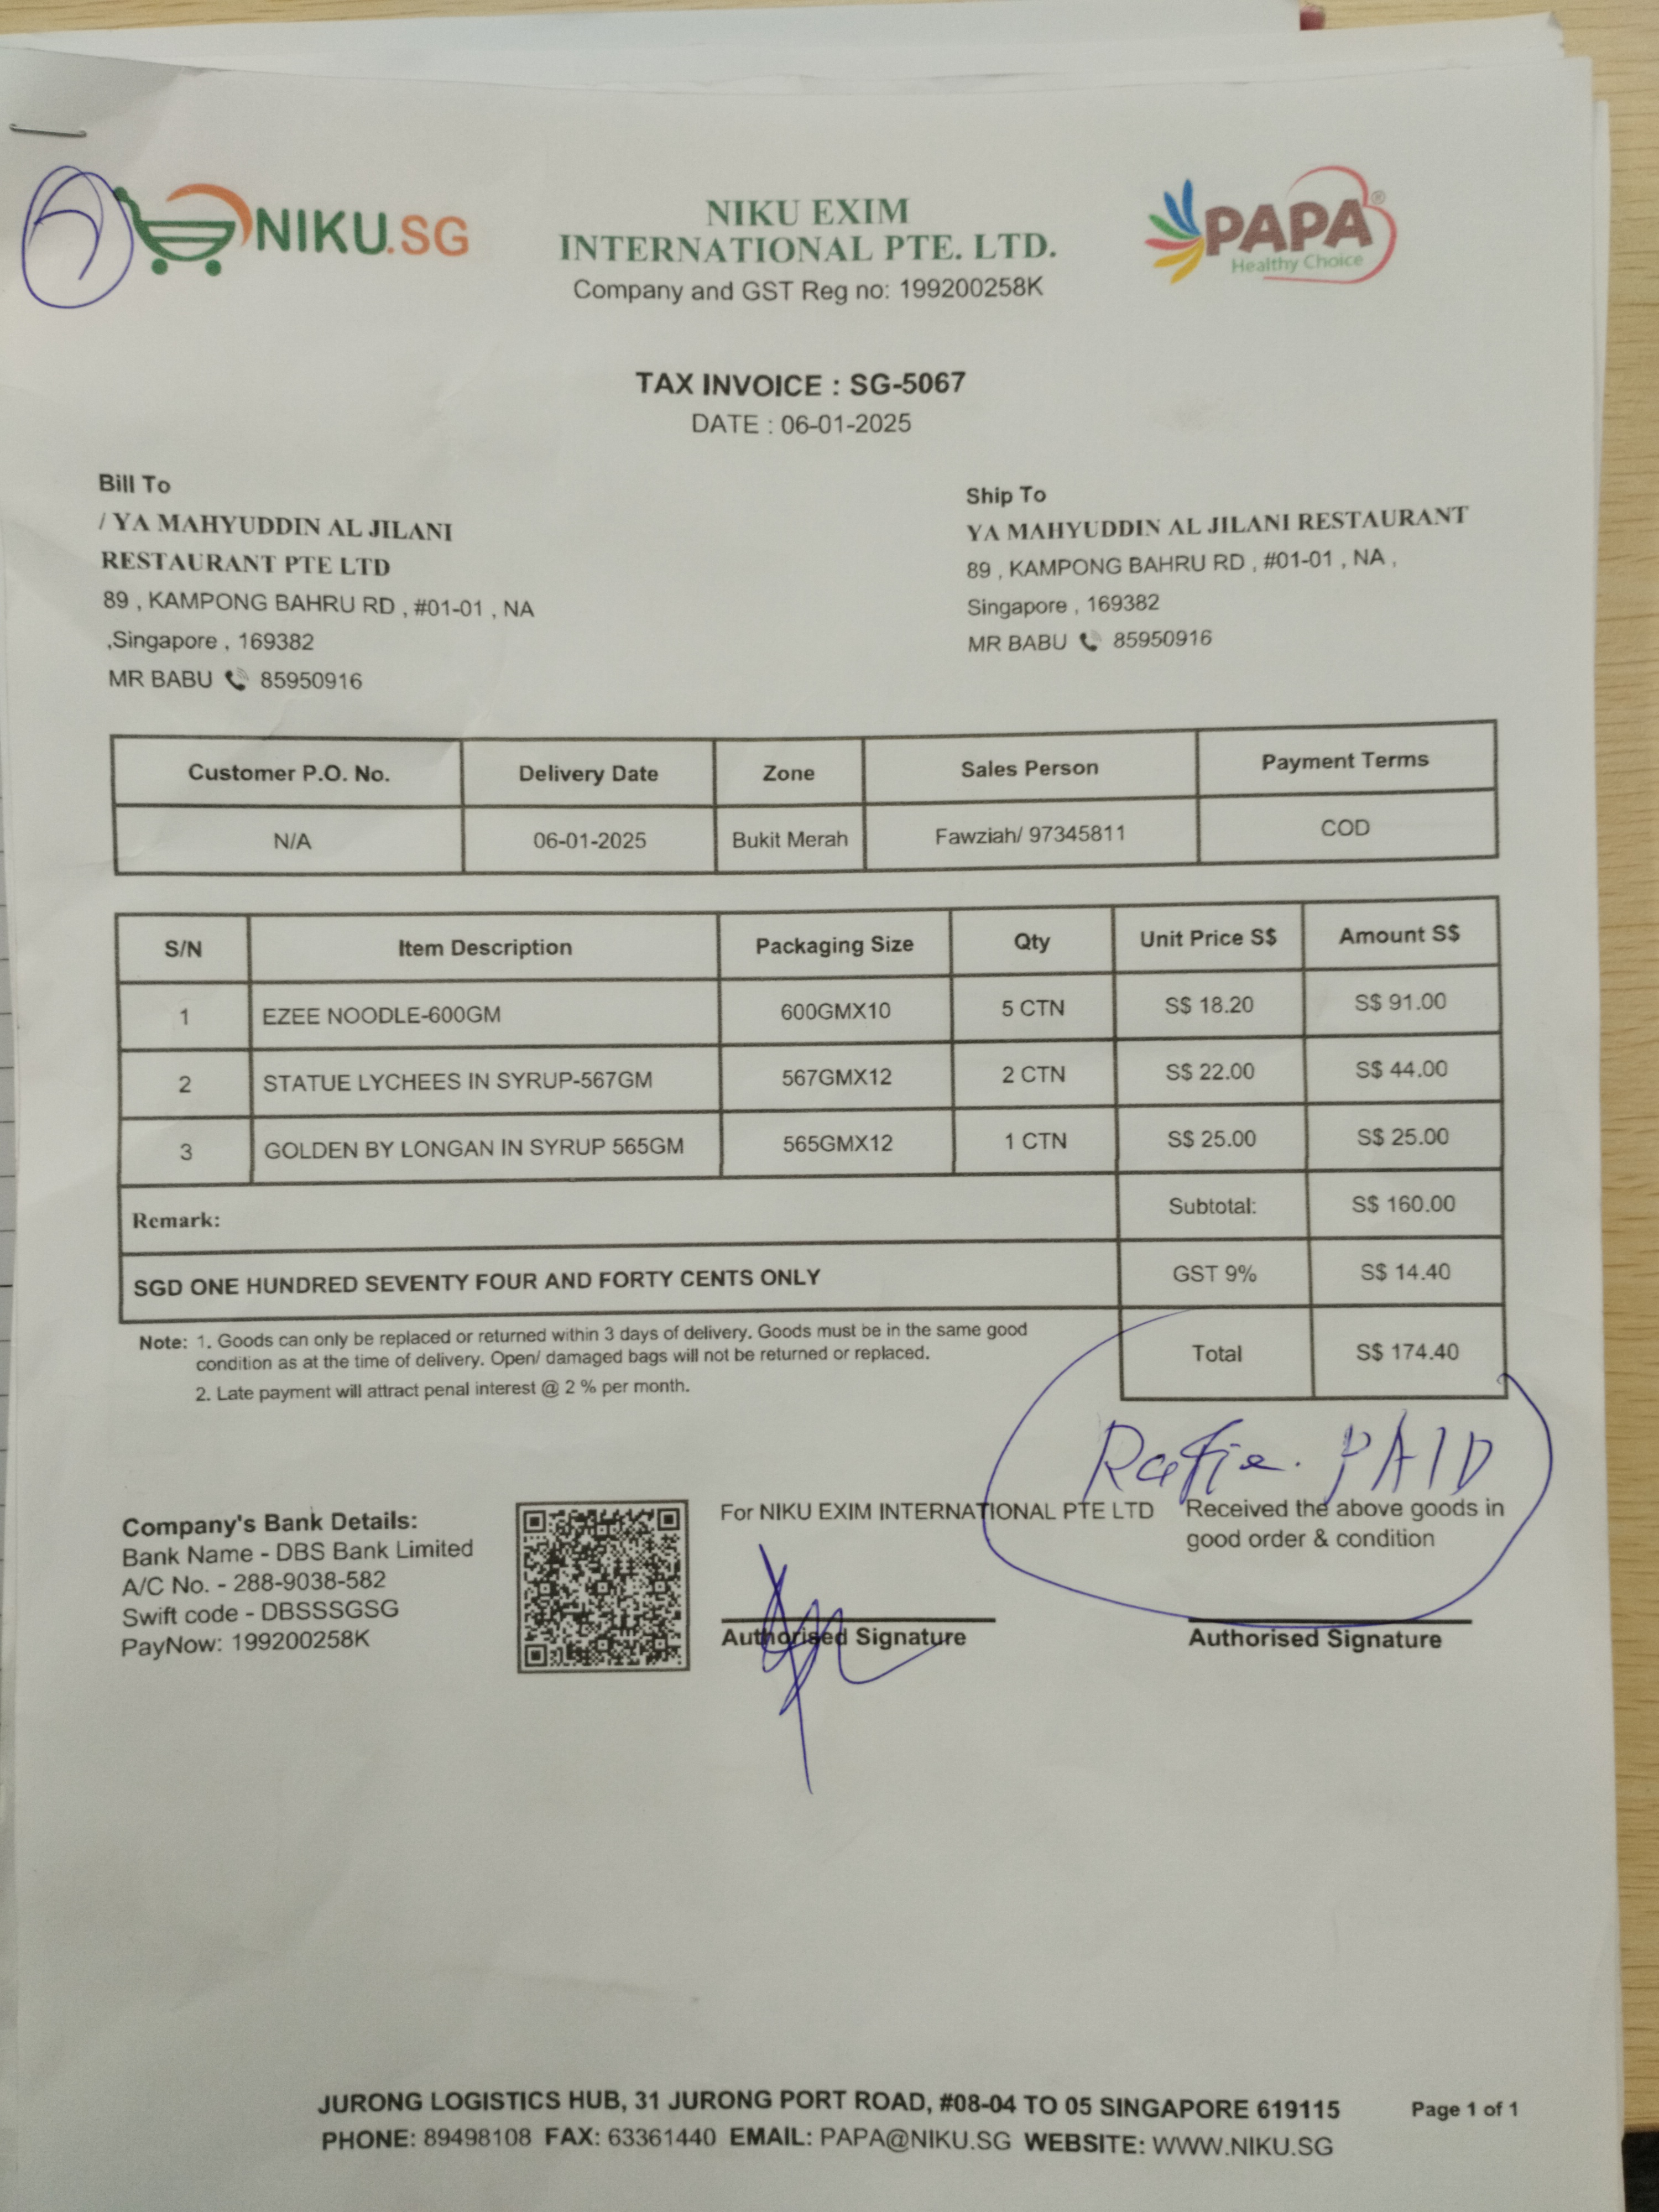 NIKU.SG
NIKU EXIM
INTERNATIONAL PTE. LTD.
Company and GST Reg no: 199200258K
PAPA®
Healthy Choice
TAX INVOICE : SG-5067
DATE : 06-01-2025
Bill To
/ YA MAHYUDDIN AL JILANI
RESTAURANT PTE LTD
89 , KAMPONG BAHRU RD , #01-01 , NA
,Singapore , 169382
MR BABU 85950916
Ship To
YA MAHYUDDIN AL JILANI RESTAURANT
89 , KAMPONG BAHRU RD , #01-01 , NA ,
Singapore , 169382
MR BABU 85950916
Customer P.O. No. Delivery Date Zone Sales Person Payment Terms
N/A 06-01-2025 Bukit Merah Fawziah/ 97345811 COD
S/N Item Description Packaging Size Qty Unit Price S$ Amount S$
1 EZEE NOODLE-600GM 600GMX10 5 CTN S$ 18.20 S$ 91.00
2 STATUE LYCHEES IN SYRUP-567GM 567GMX12 2 CTN S$ 22.00 S$ 44.00
3 GOLDEN BY LONGAN IN SYRUP 565GM 565GMX12 1 CTN S$ 25.00 S$ 25.00
Remark: Subtotal: S$ 160.00
SGD ONE HUNDRED SEVENTY FOUR AND FORTY CENTS ONLY GST 9% S$ 14.40
Total S$ 174.40
Note: 1. Goods can only be replaced or returned within 3 days of delivery. Goods must be in the same good
condition as at the time of delivery. Open/ damaged bags will not be returned or replaced.
2. Late payment will attract penal interest @ 2 % per month.
PAID
Company's Bank Details:
Bank Name - DBS Bank Limited
A/C No. - 288-9038-582
Swift code - DBSSSGSG
PayNow: 199200258K
For NIKU EXIM INTERNATIONAL PTE LTD
Authorised Signature
Received the above goods in
good order & condition
Authorised Signature
JURONG LOGISTICS HUB, 31 JURONG PORT ROAD, #08-04 TO 05 SINGAPORE 619115
PHONE: 89498108 FAX: 63361440 EMAIL: PAPA@NIKU.SG WEBSITE: WWW.NIKU.SG
Page 1 of 1